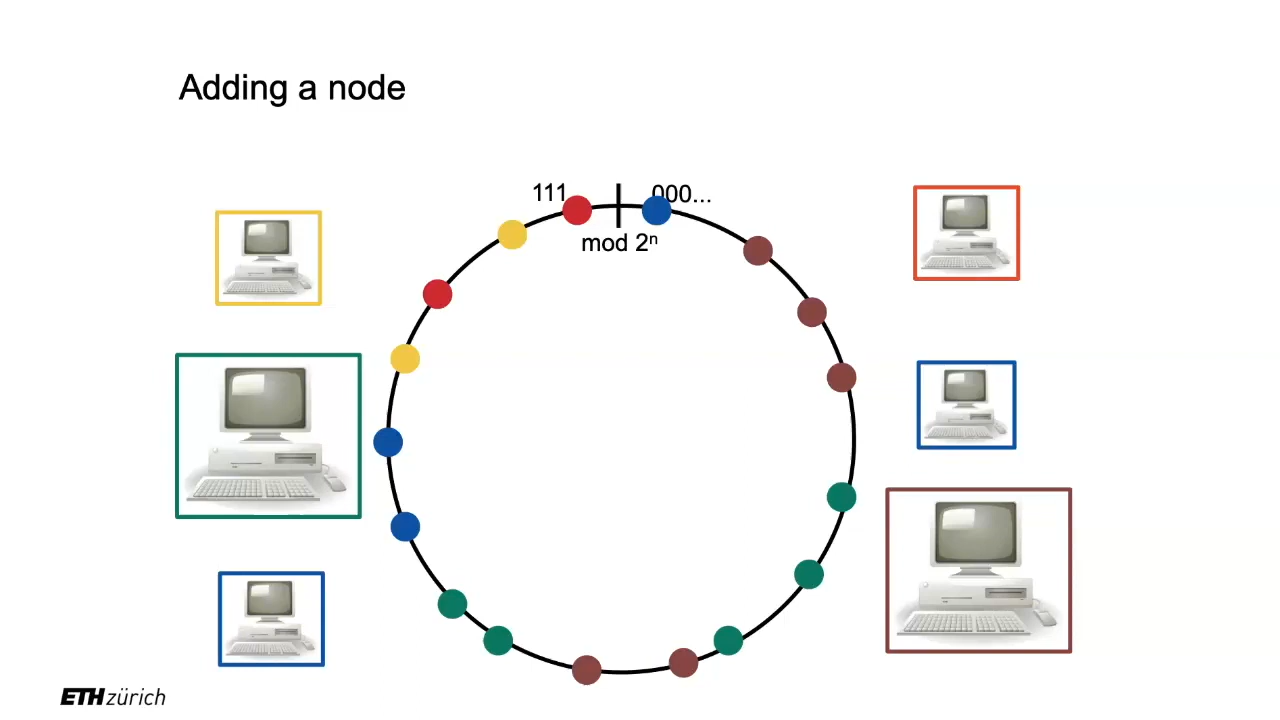 Adding a node
111
000...
mod 2ⁿ
ETH zürich